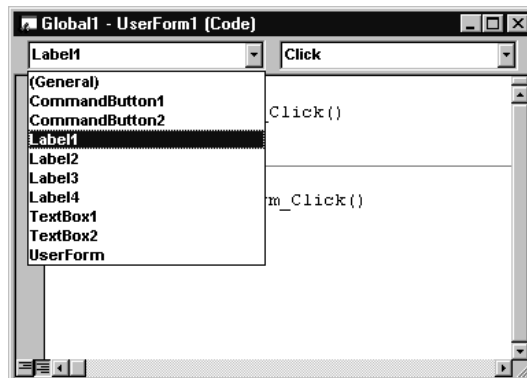 Global1 - UserForm1 (Code)
Label1
Click
(General)
CommandButton1
CommandButton2
Label1
Label2
Label3
Label4
TextBox1
TextBox2
UserForm
_Click()
m_Click()